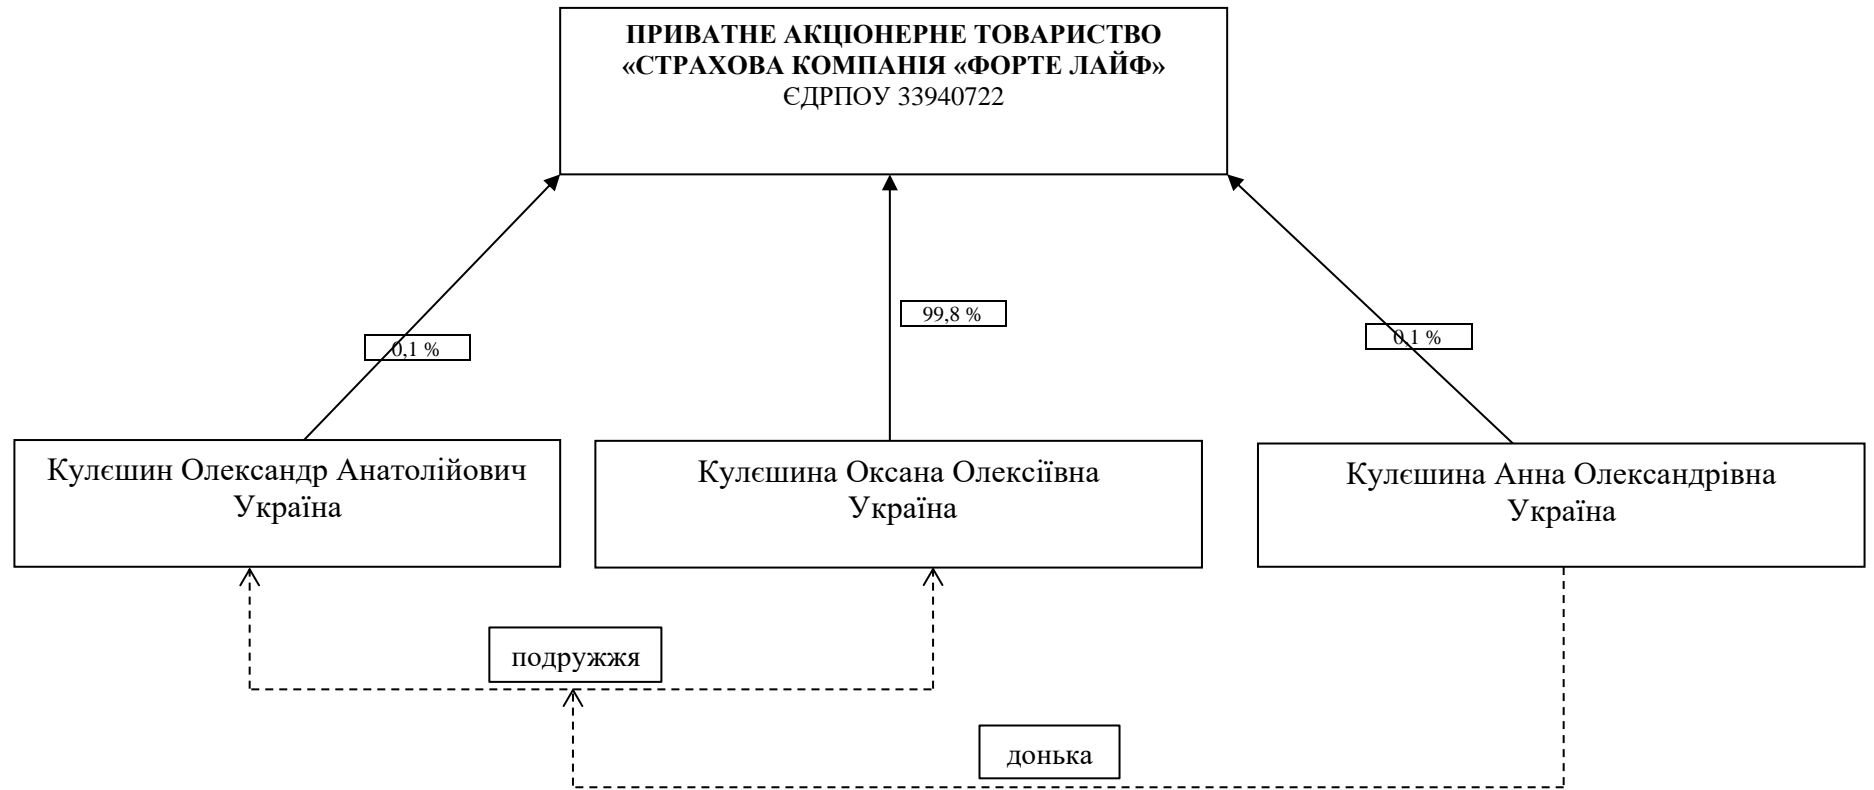 ПРИВАТНЕ АКЦІОНЕРНЕ ТОВАРИСТВО
«СТРАХОВА КОМПАНІЯ «ФОРТЕ ЛАЙФ»
ЄДРПОУ 33940722
99,8 %
0,1 %
0,1 %
Кулєшин Олександр Анатолійович
Україна
Кулєшина Оксана Олексіївна
Україна
Кулєшина Анна Олександрівна
Україна
подружжя
донька